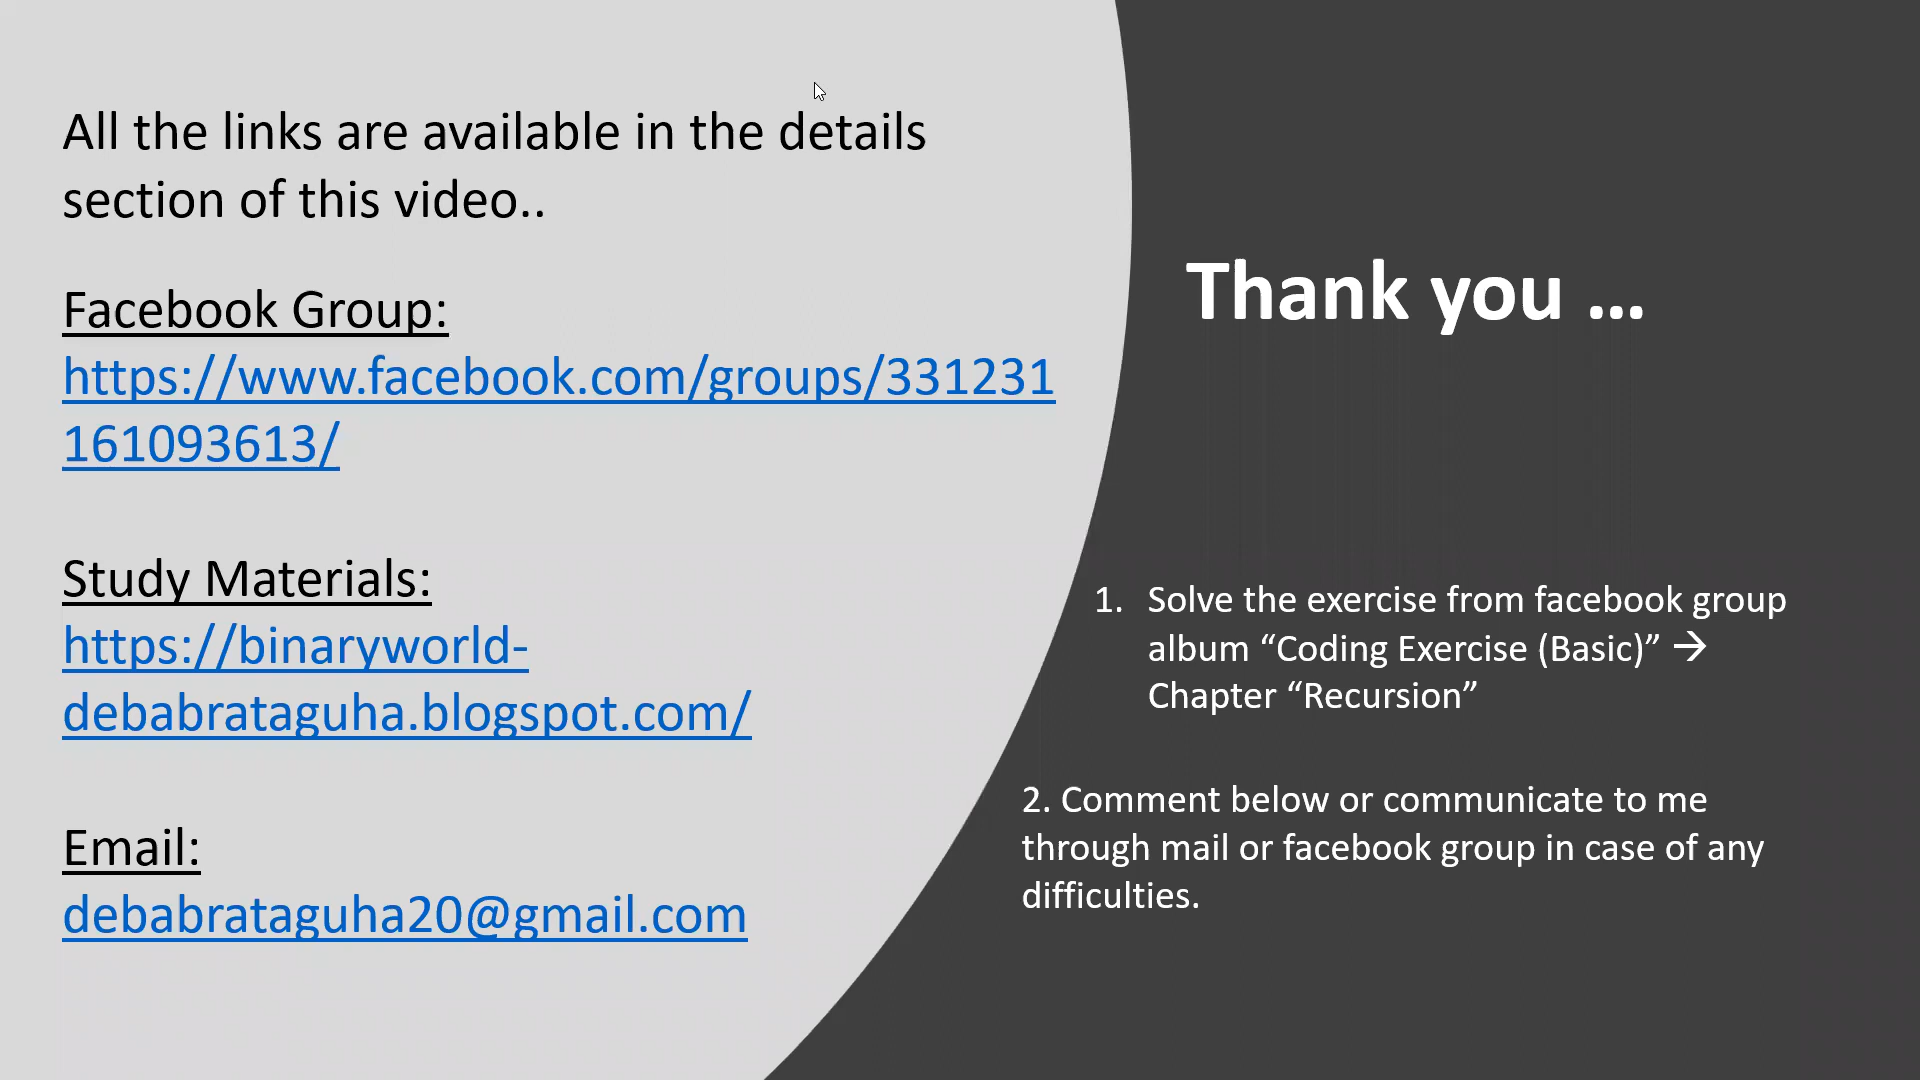 All the links are available in the details
section of this video..
Facebook Group:
https://www.facebook.com/groups/331231
161093613/
Study Materials:
https://binaryworld-
debabrataguha.blogspot.com/
Email:
debabrataguha20@gmail.com
Thank you ...
1. Solve the exercise from facebook group
album “Coding Exercise (Basic)” →
Chapter “Recursion”
2. Comment below or communicate to me
through mail or facebook group in case of any
difficulties.